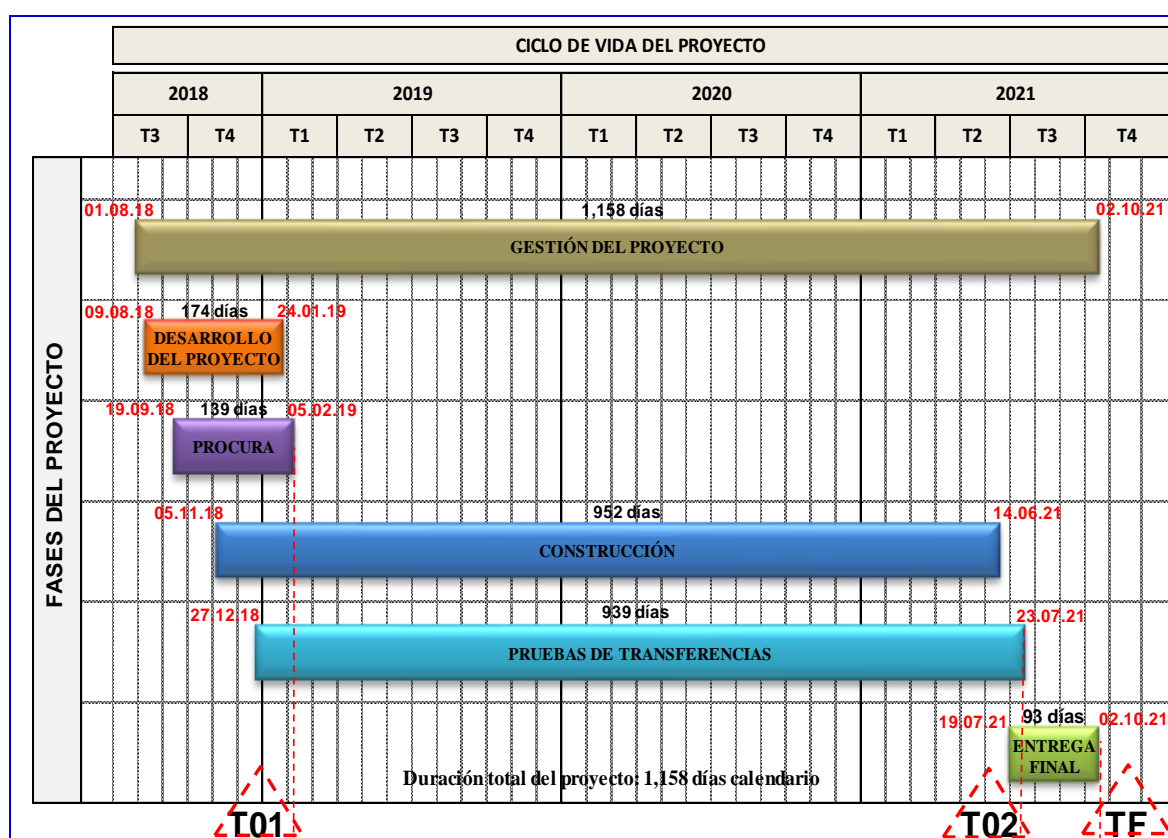 CICLO DE VIDA DEL PROYECTO
2018 2019 2020 2021
T3 T4 T1 T2 T3 T4 T1 T2 T3 T4 T1 T2 T3 T4
FASES DEL PROYECTO
01.08.18 1,158 días 02.10.21
GESTIÓN DEL PROYECTO
09.08.18 174 días 24.01.19
DESARROLLO
DEL PROYECTO
19.09.18 139 días 05.02.19
PROCURA
05.11.18 952 días 14.06.21
CONSTRUCCIÓN
27.12.18 939 días 23.07.21
PRUEBAS DE TRANSFERENCIAS
19.07.21 93 días 02.10.21
ENTREGA
FINAL
Duración total del proyecto: 1,158 días calendario
T01 T02 TF